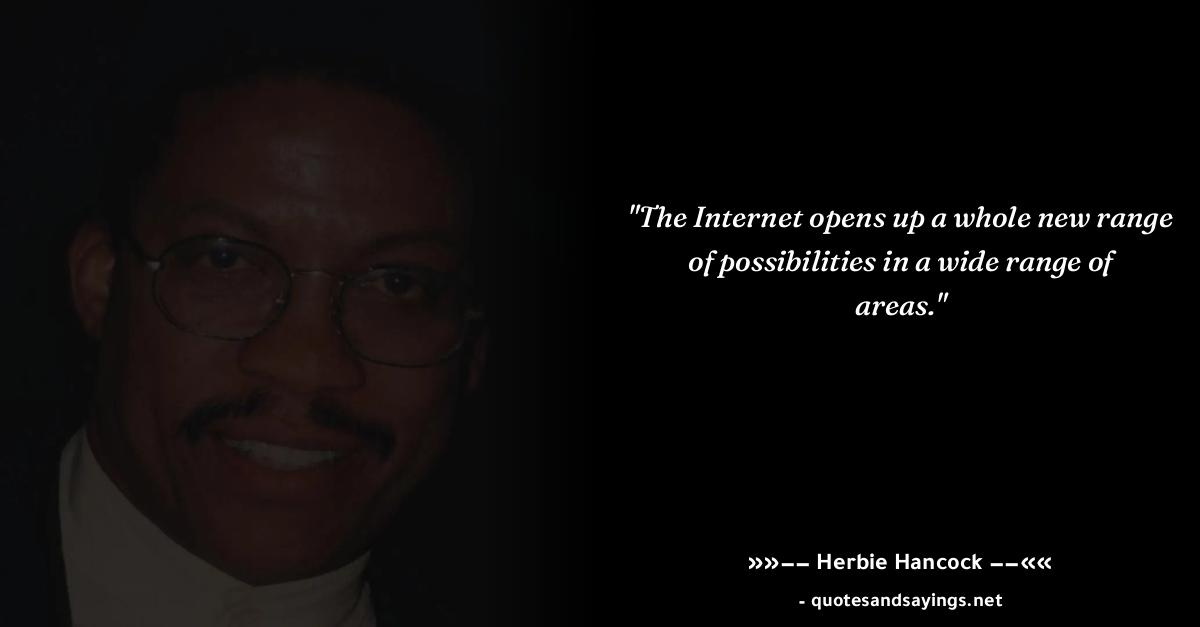 "The Internet opens up a whole new range
of possibilities in a wide range of
areas."
»»–– Herbie Hancock ––««
- quotesandsayings.net